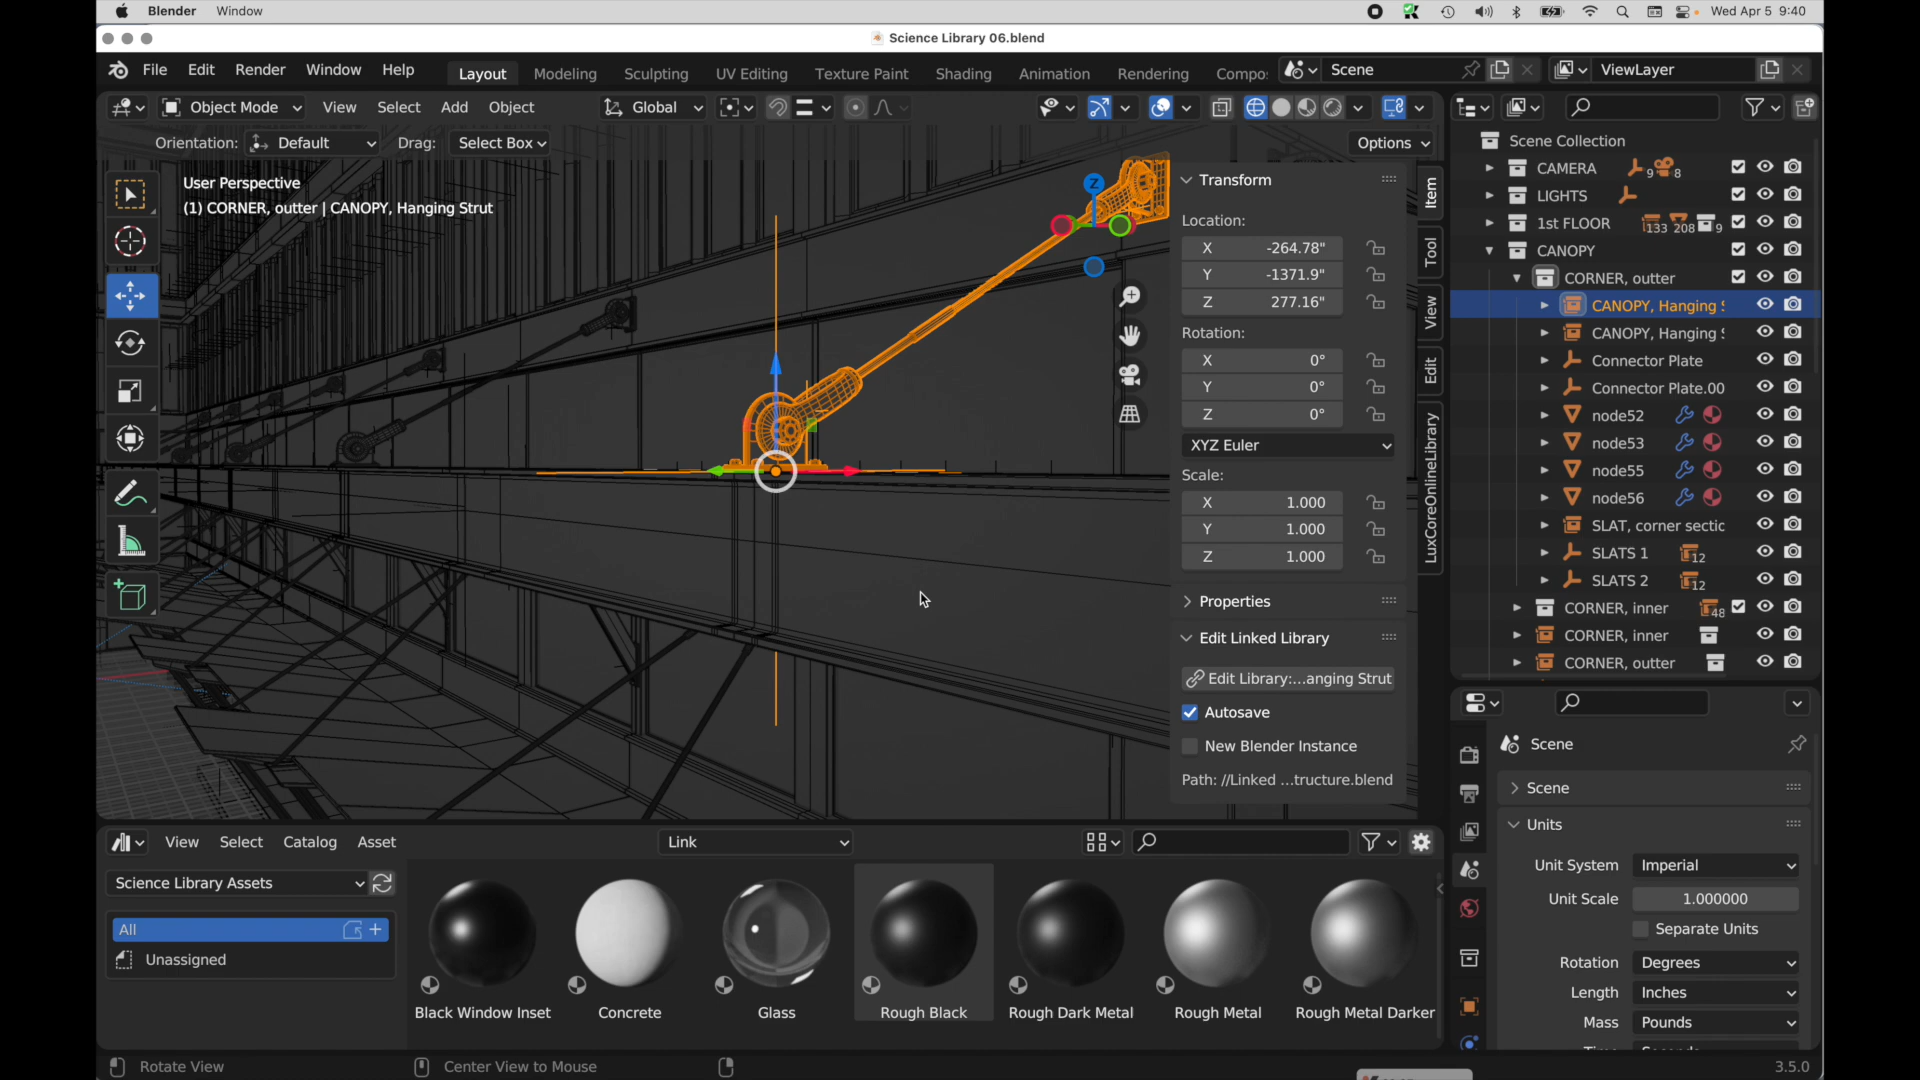 Blender Window Wed Apr 5 9:40
Science Library 06.blend
File Edit Render Window Help Layout Modeling Sculpting UV Editing Texture Paint Shading Animation Rendering Compo: Scene ViewLayer
Object Mode View Select Add Object Global
Orientation: Default Drag: Select Box Options
User Perspective
(1) CORNER, outter | CANOPY, Hanging Strut
Z
Transform
Location:
X -264.78"
Y -1371.9"
Z 277.16"
Rotation:
X 0°
Y 0°
Z 0°
XYZ Euler
Scale:
X 1.000
Y 1.000
Z 1.000
Properties
Edit Linked Library
Edit Library:...anging Strut
Autosave
New Blender Instance
Path: //Linked ...tructure.blend
Item
Tool
View
Edit
LuxCoreOnlineLibrary
Scene Collection
CAMERA 9 8
LIGHTS
1st FLOOR 133 208 9
CANOPY
CORNER, outter
CANOPY, Hanging S
CANOPY, Hanging S
Connector Plate
Connector Plate.00
node52
node53
node55
node56
SLAT, corner sectic
SLATS 1 12
SLATS 2 12
CORNER, inner 48
CORNER, inner
CORNER, outter
Scene
Scene
Units
Unit System Imperial
Unit Scale 1.000000
Separate Units
Rotation Degrees
Length Inches
Mass Pounds
View Select Catalog Asset Link
Science Library Assets
All
Unassigned
Black Window Inset Concrete Glass Rough Black Rough Dark Metal Rough Metal Rough Metal Darker
Rotate View Center View to Mouse 3.5.0